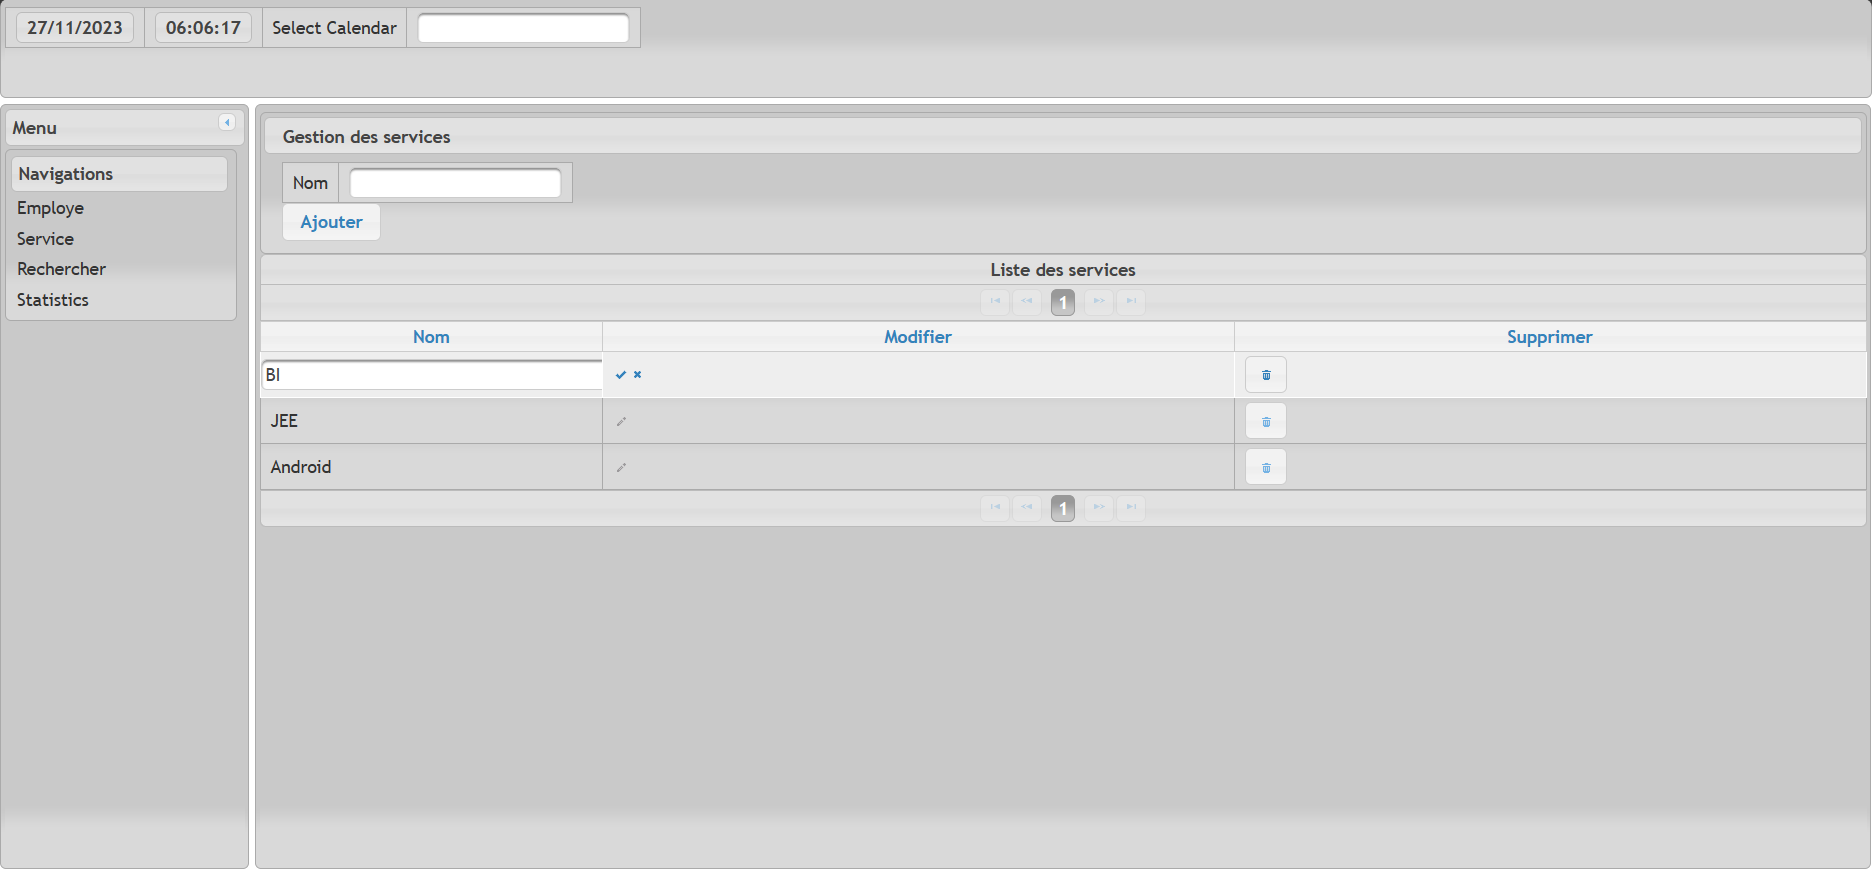 27/11/2023 06:06:17 Select Calendar
Menu
Navigations
Employe
Service
Rechercher
Statistics
Gestion des services
Nom
Ajouter
Liste des services
1
Nom Modifier Supprimer
BI
JEE
Android
1